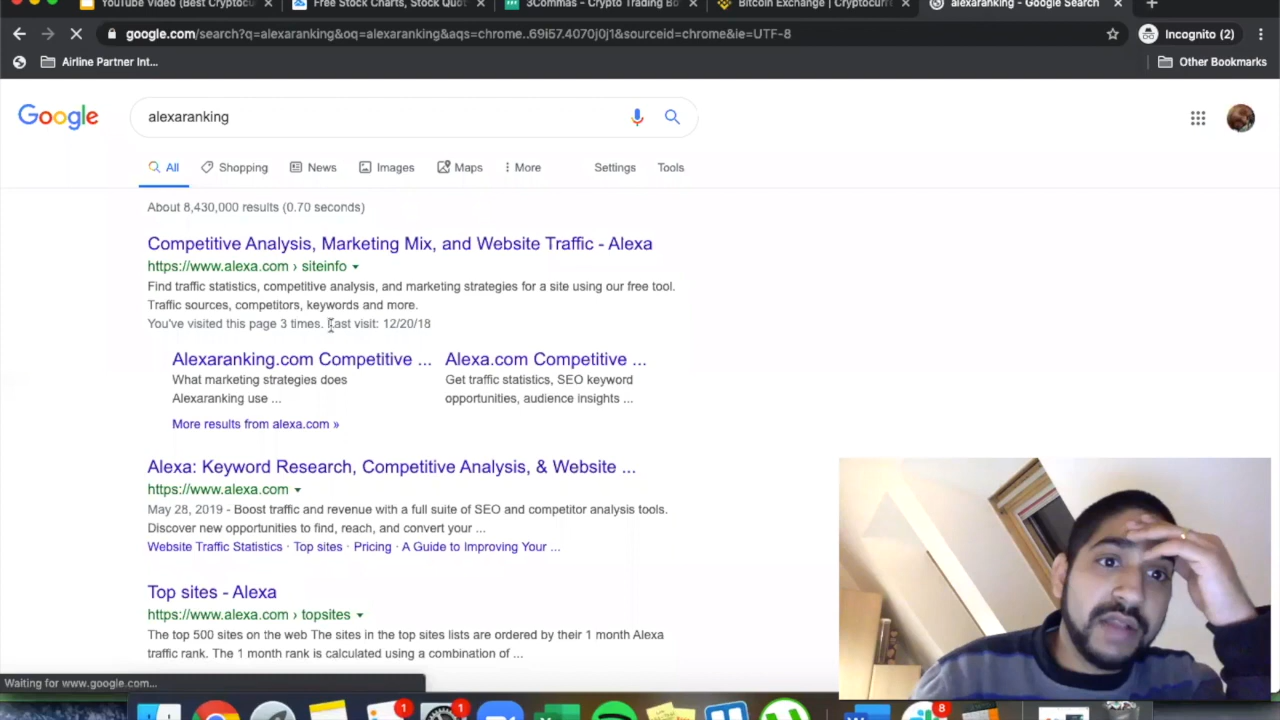 YouTube Video (Best Cryptocu
Free Stock Charts, Stock Quot
3Commas - Crypto Trading Bo
Bitcoin Exchange | Cryptocurr
alexaranking - Google Search
google.com/search?q=alexaranking&oq=alexaranking&aqs=chrome..69i57.4070j0j1&sourceid=chrome&ie=UTF-8
Incognito (2)
Airline Partner Int...
Other Bookmarks
Google
alexaranking
All
Shopping
News
Images
Maps
More
Settings
Tools
About 8,430,000 results (0.70 seconds)
Competitive Analysis, Marketing Mix, and Website Traffic - Alexa
https://www.alexa.com › siteinfo
Find traffic statistics, competitive analysis, and marketing strategies for a site using our free tool.
Traffic sources, competitors, keywords and more.
You've visited this page 3 times. Last visit: 12/20/18
Alexaranking.com Competitive ...
What marketing strategies does
Alexaranking use ...
Alexa.com Competitive ...
Get traffic statistics, SEO keyword
opportunities, audience insights ...
More results from alexa.com »
Alexa: Keyword Research, Competitive Analysis, & Website ...
https://www.alexa.com
May 28, 2019 - Boost traffic and revenue with a full suite of SEO and competitor analysis tools.
Discover new opportunities to find, reach, and convert your ...
Website Traffic Statistics · Top sites · Pricing · A Guide to Improving Your ...
Top sites - Alexa
https://www.alexa.com › topsites
The top 500 sites on the web The sites in the top sites lists are ordered by their 1 month Alexa
traffic rank. The 1 month rank is calculated using a combination of ...
Waiting for www.google.com...
1
1
8